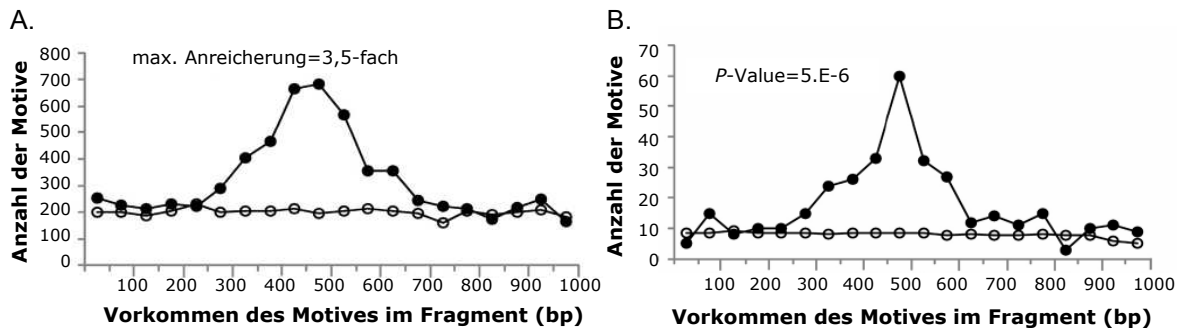 A.
max. Anreicherung=3,5-fach
Anzahl der Motive
800
700
600
500
400
300
200
100
0
100 200 300 400 500 600 700 800 900 1000
Vorkommen des Motives im Fragment (bp)
B.
P-Value=5.E-6
Anzahl der Motive
70
60
50
40
30
20
10
0
100 200 300 400 500 600 700 800 900 1000
Vorkommen des Motives im Fragment (bp)